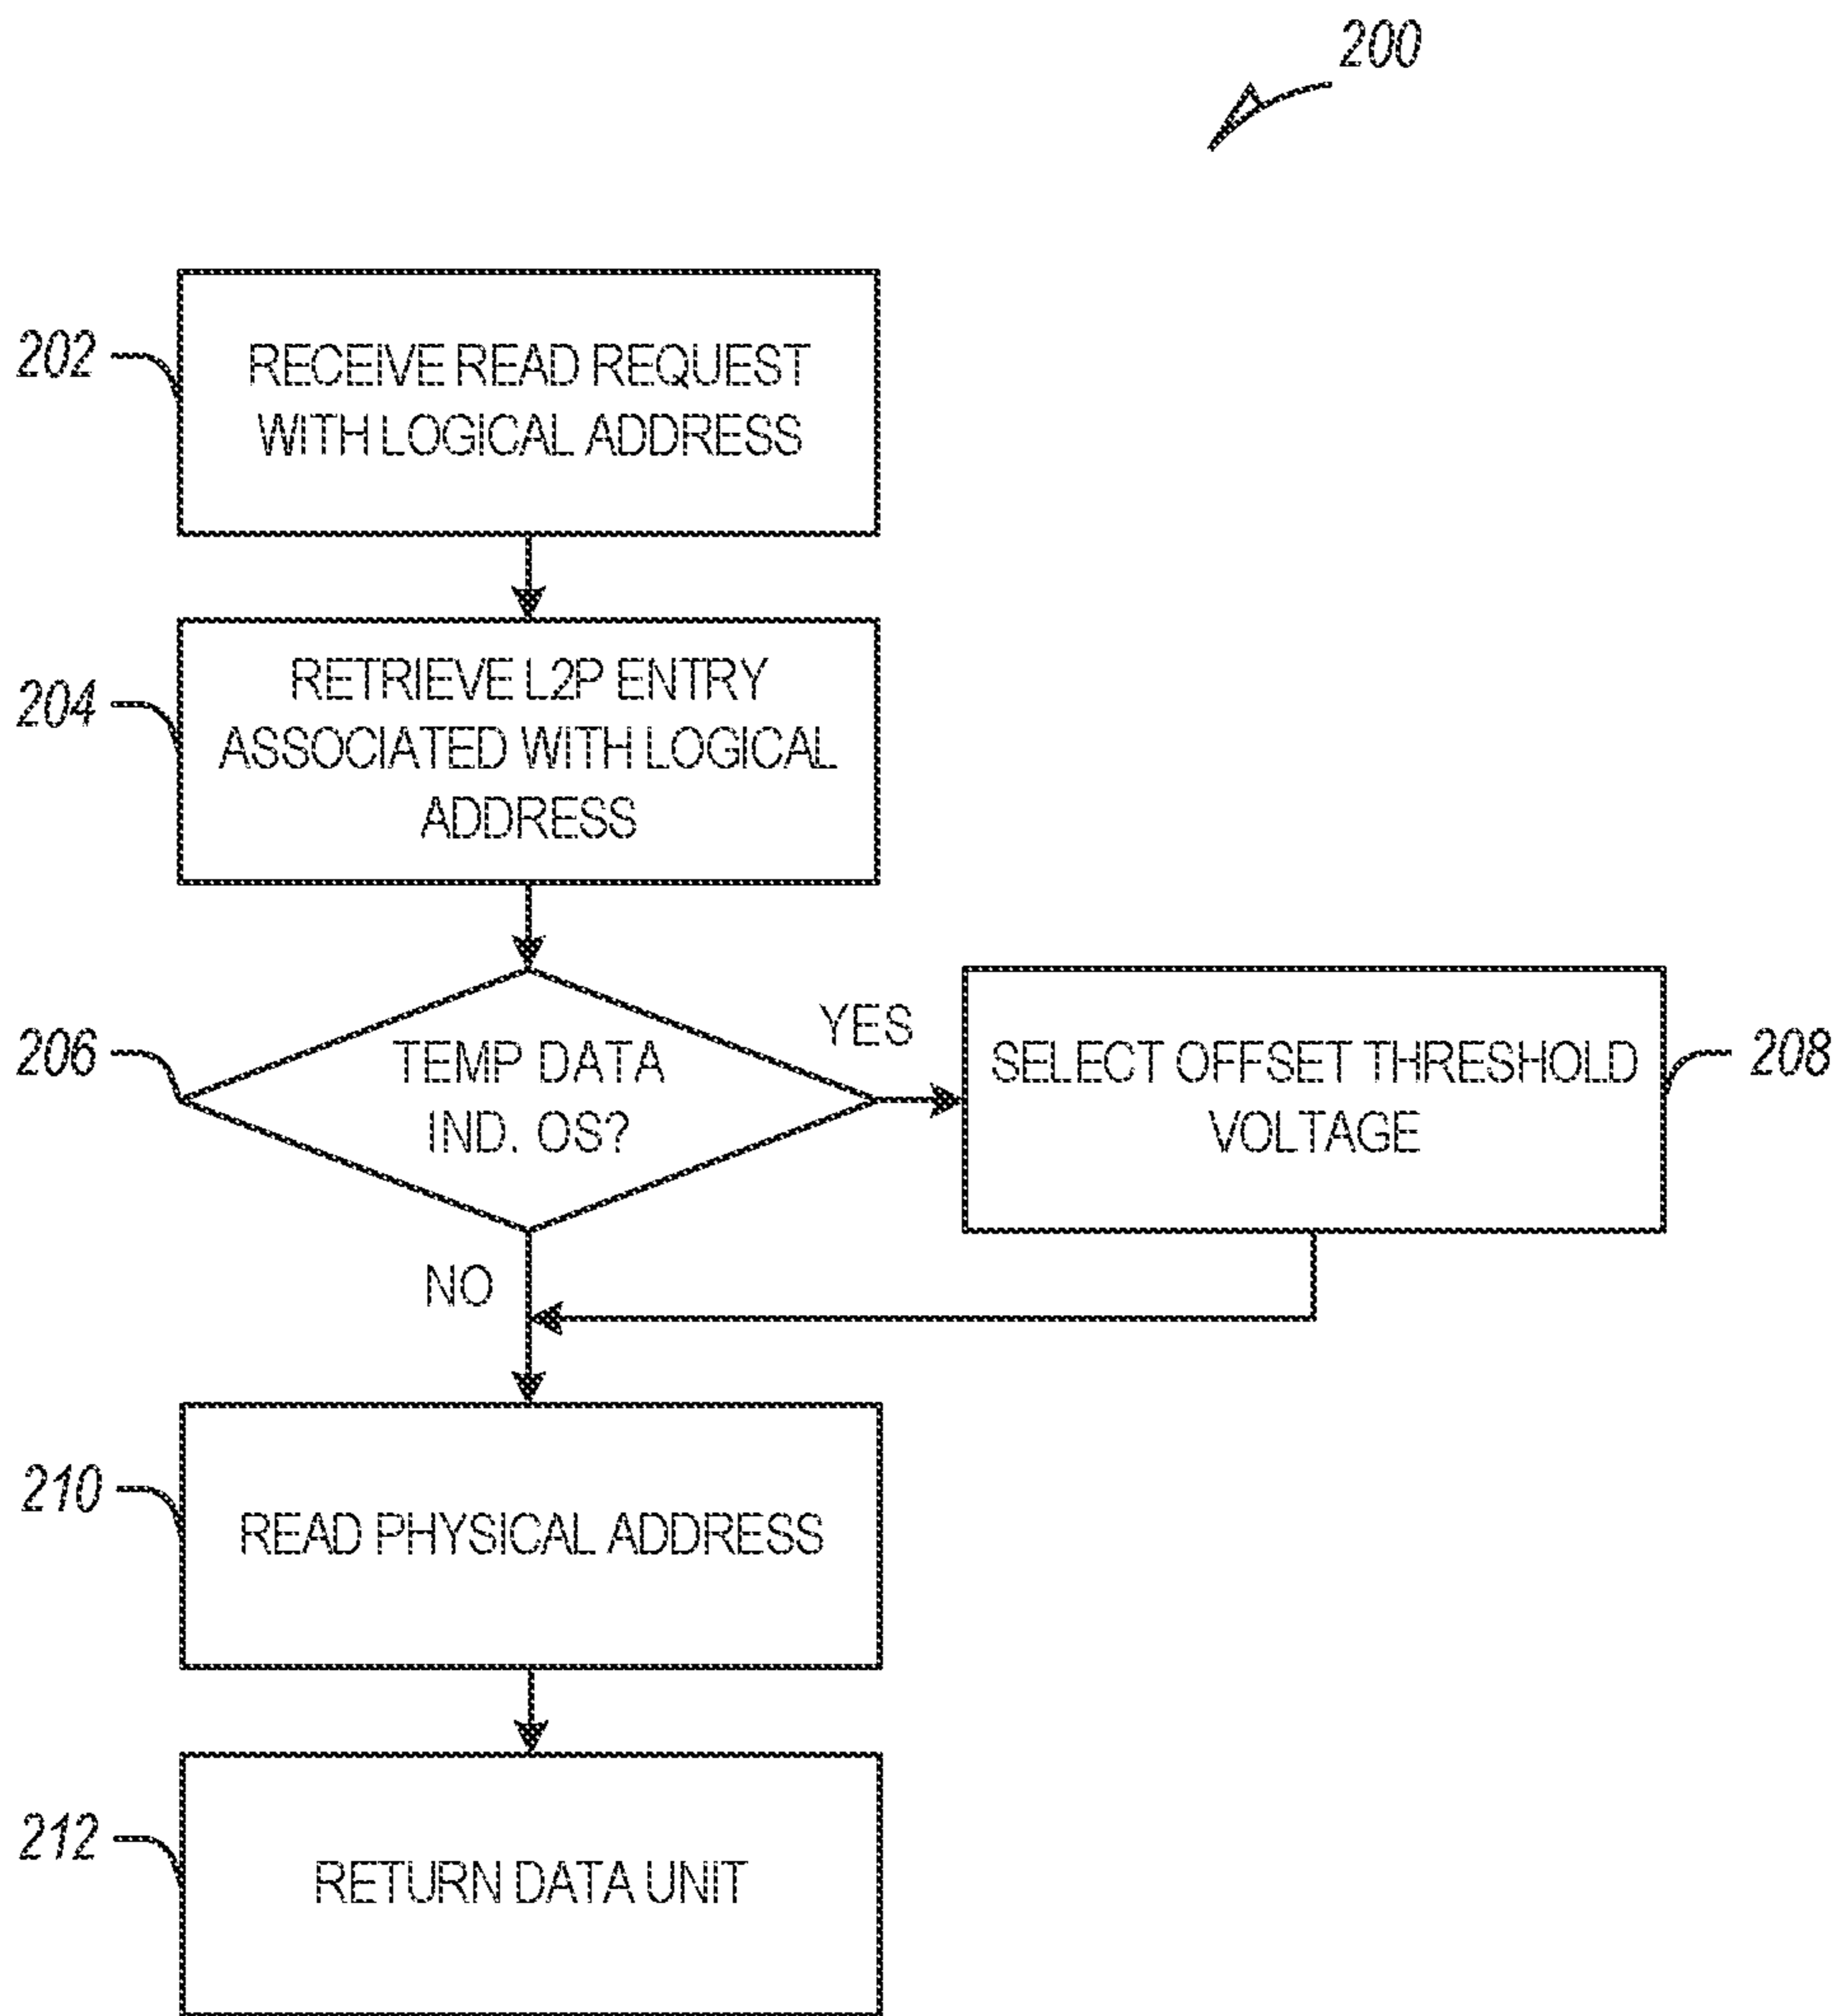 200
202
RECEIVE READ REQUEST
WITH LOGICAL ADDRESS
204
RETRIEVE L2P ENTRY
ASSOCIATED WITH LOGICAL
ADDRESS
206
TEMP DATA
IND. OS?
YES
SELECT OFFSET THRESHOLD
VOLTAGE
208
NO
210
READ PHYSICAL ADDRESS
212
RETURN DATA UNIT